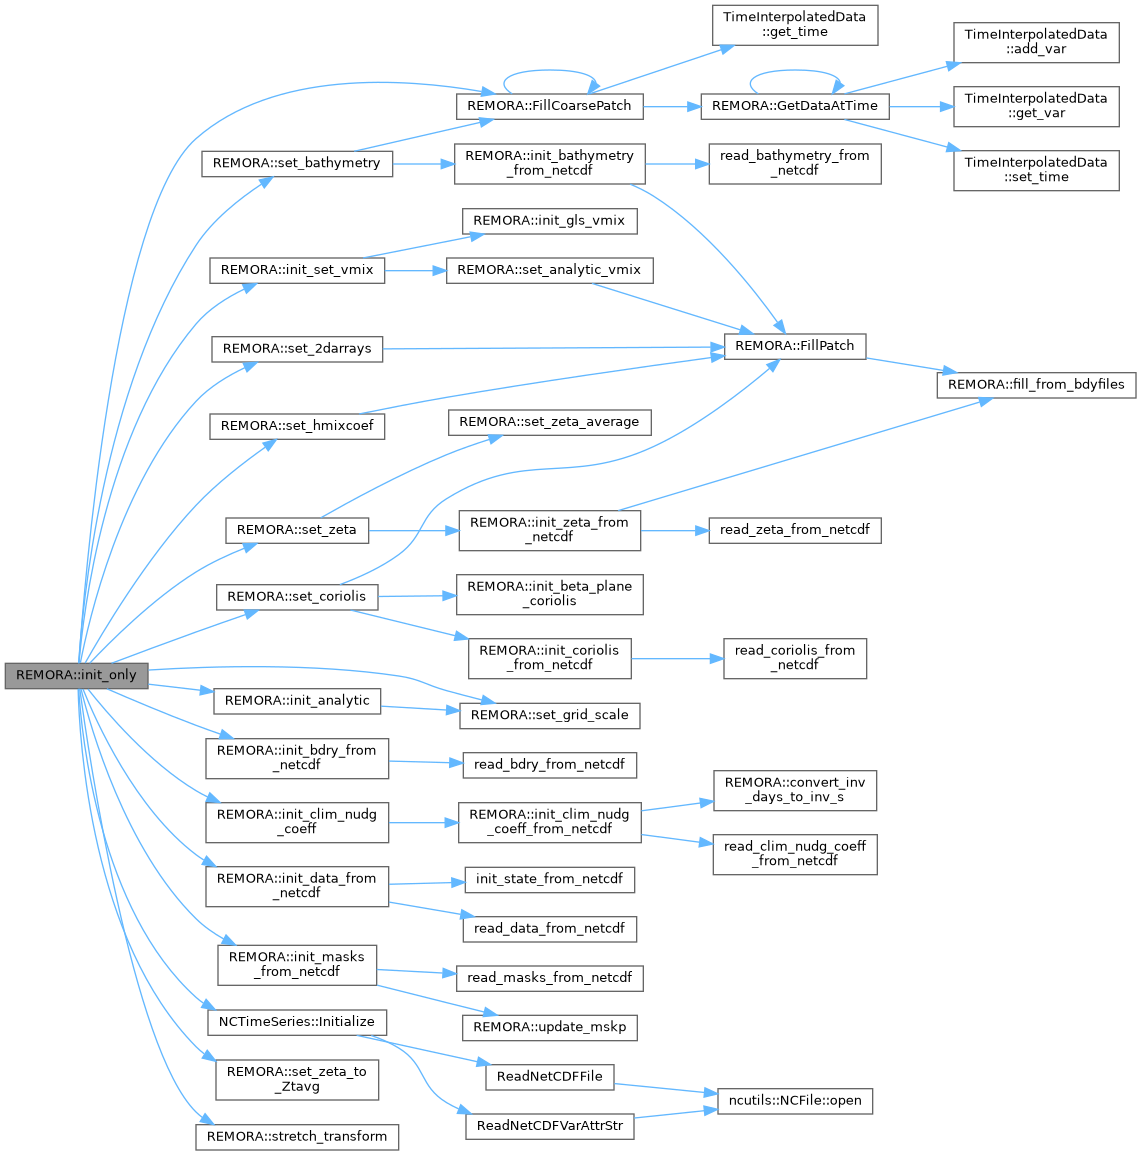 TimeInterpolatedData
::get_time
TimeInterpolatedData
::add_var
REMORA::FillCoarsePatch
REMORA::GetDataAtTime
TimeInterpolatedData
::get_var
REMORA::set_bathymetry
REMORA::init_bathymetry
_from_netcdf
read_bathymetry_from
_netcdf
TimeInterpolatedData
::set_time
REMORA::init_gls_vmix
REMORA::init_set_vmix
REMORA::set_analytic_vmix
REMORA::set_2darrays
REMORA::FillPatch
REMORA::fill_from_bdyfiles
REMORA::set_hmixcoef
REMORA::set_zeta_average
REMORA::set_zeta
REMORA::init_zeta_from
_netcdf
read_zeta_from_netcdf
REMORA::set_coriolis
REMORA::init_beta_plane
_coriolis
REMORA::init_coriolis
_from_netcdf
read_coriolis_from
_netcdf
REMORA::init_only
REMORA::init_analytic
REMORA::set_grid_scale
REMORA::init_bdry_from
_netcdf
read_bdry_from_netcdf
REMORA::convert_inv
_days_to_inv_s
REMORA::init_clim_nudg
_coeff
REMORA::init_clim_nudg
_coeff_from_netcdf
read_clim_nudg_coeff
_from_netcdf
REMORA::init_data_from
_netcdf
init_state_from_netcdf
read_data_from_netcdf
REMORA::init_masks
_from_netcdf
read_masks_from_netcdf
NCTimeSeries::Initialize
REMORA::update_mskp
REMORA::set_zeta_to
_Ztavg
ReadNetCDFFile
ncutils::NCFile::open
ReadNetCDFVarAttrStr
REMORA::stretch_transform